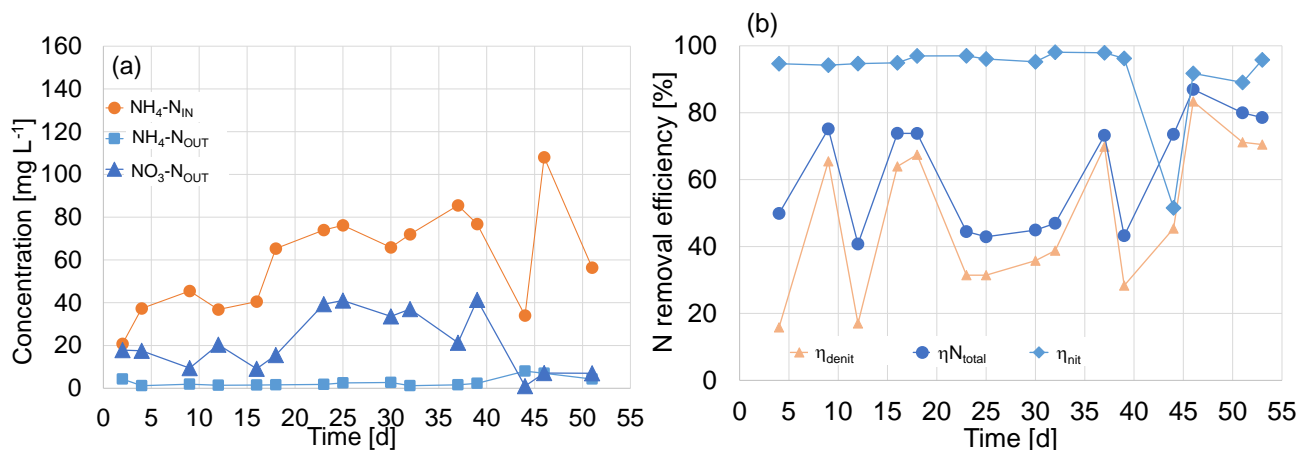 (a)
Concentration [mg L-1]
160
140
120
100
80
60
40
20
0
NH4-NIN
NH4-NOUT
NO3-NOUT
0 5 10 15 20 25 30 35 40 45 50 55
Time [d]
(b)
N removal efficiency [%]
100
80
60
40
20
0
ηdenit ηNtotal ηnit
0 5 10 15 20 25 30 35 40 45 50 55
Time [d]